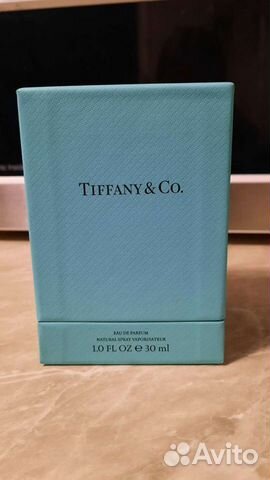 TIFFANY & CO.
EAU DE PARFUM
NATURAL SPRAY VAPORISATEUR
1.0 FL OZ ℮ 30 ml
Avito